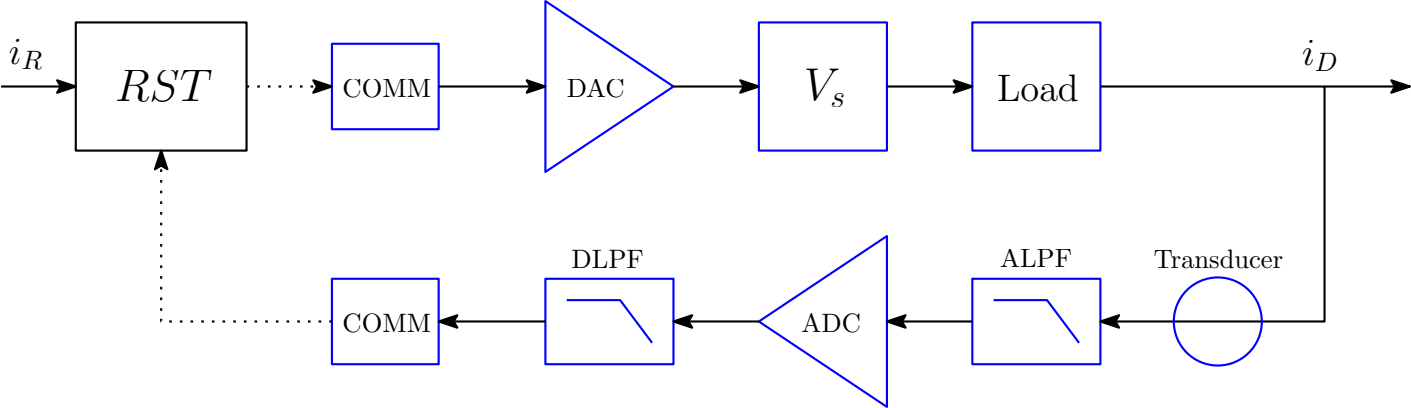 i_R
RST
COMM
DAC
V_s
Load
i_D
DLPF
ALPF
Transducer
COMM
ADC